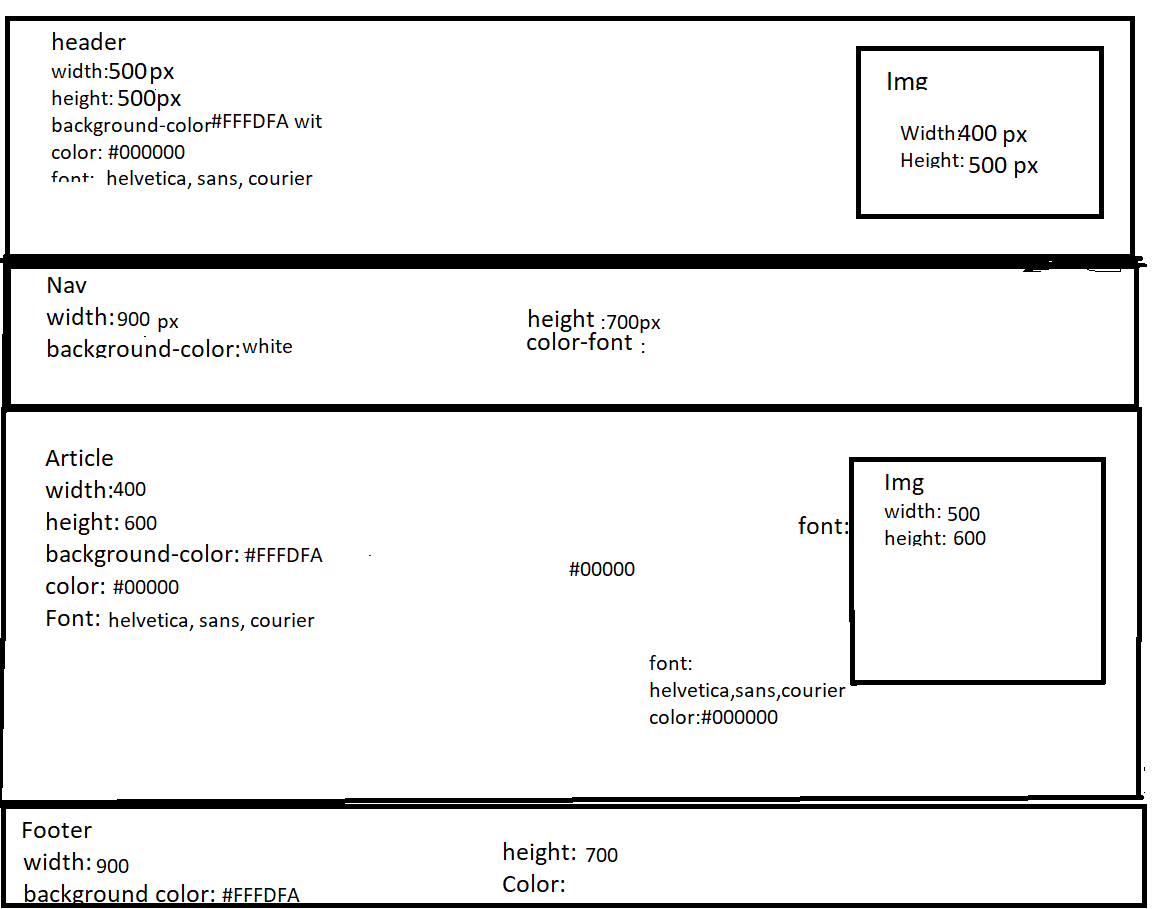 header
width:500px
height: 500px
background-color#FFFDFA wit
color: #000000
font: helvetica, sans, courier
Img
Width:400 px
Height: 500 px
Nav
width:900 px
background-color:white
height :700px
color-font :
Article
width:400
height: 600
background-color: #FFFDFA
color: #00000
Font: helvetica, sans, courier
#00000
font:
Img
width: 500
height: 600
font:
helvetica,sans,courier
color:#000000
Footer
width: 900
background color: #FFFDFA
height: 700
Color: